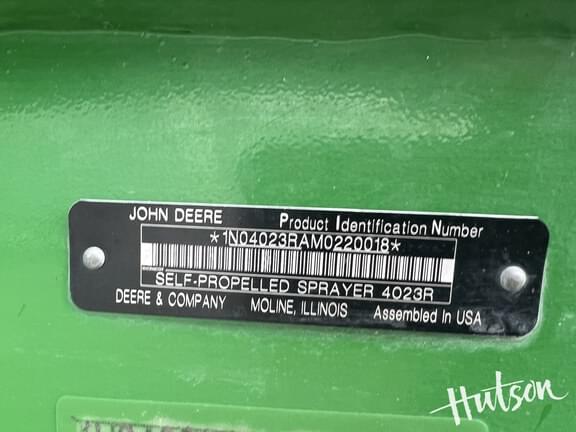 JOHN DEERE Product Identification Number
*1N04023RAM0220018*
SELF-PROPELLED SPRAYER 4023R
DEERE & COMPANY MOLINE, ILLINOIS Assembled In USA
Hutson